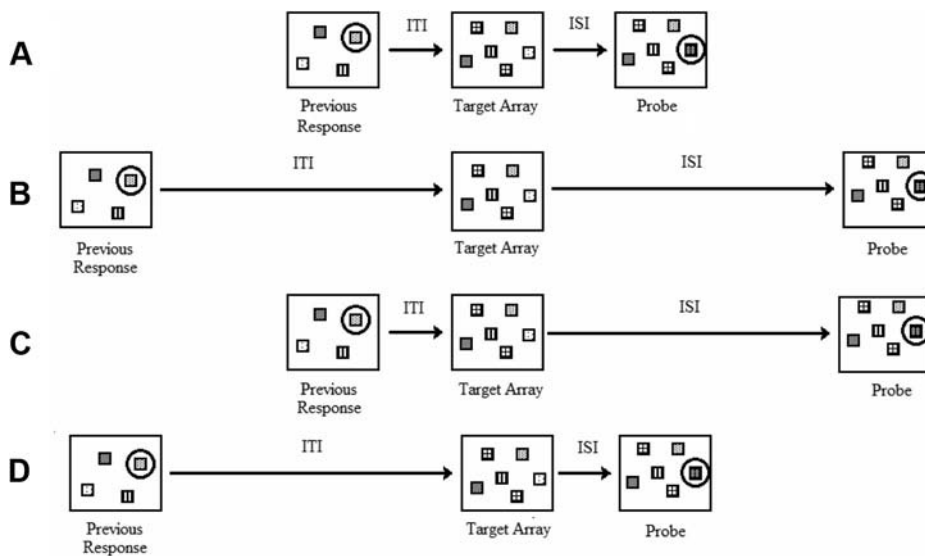 A
ITI
ISI
Previous
Response
Target Array
Probe
B
ITI
ISI
Previous
Response
Target Array
Probe
C
ITI
ISI
Previous
Response
Target Array
Probe
D
ITI
ISI
Previous
Response
Target Array
Probe